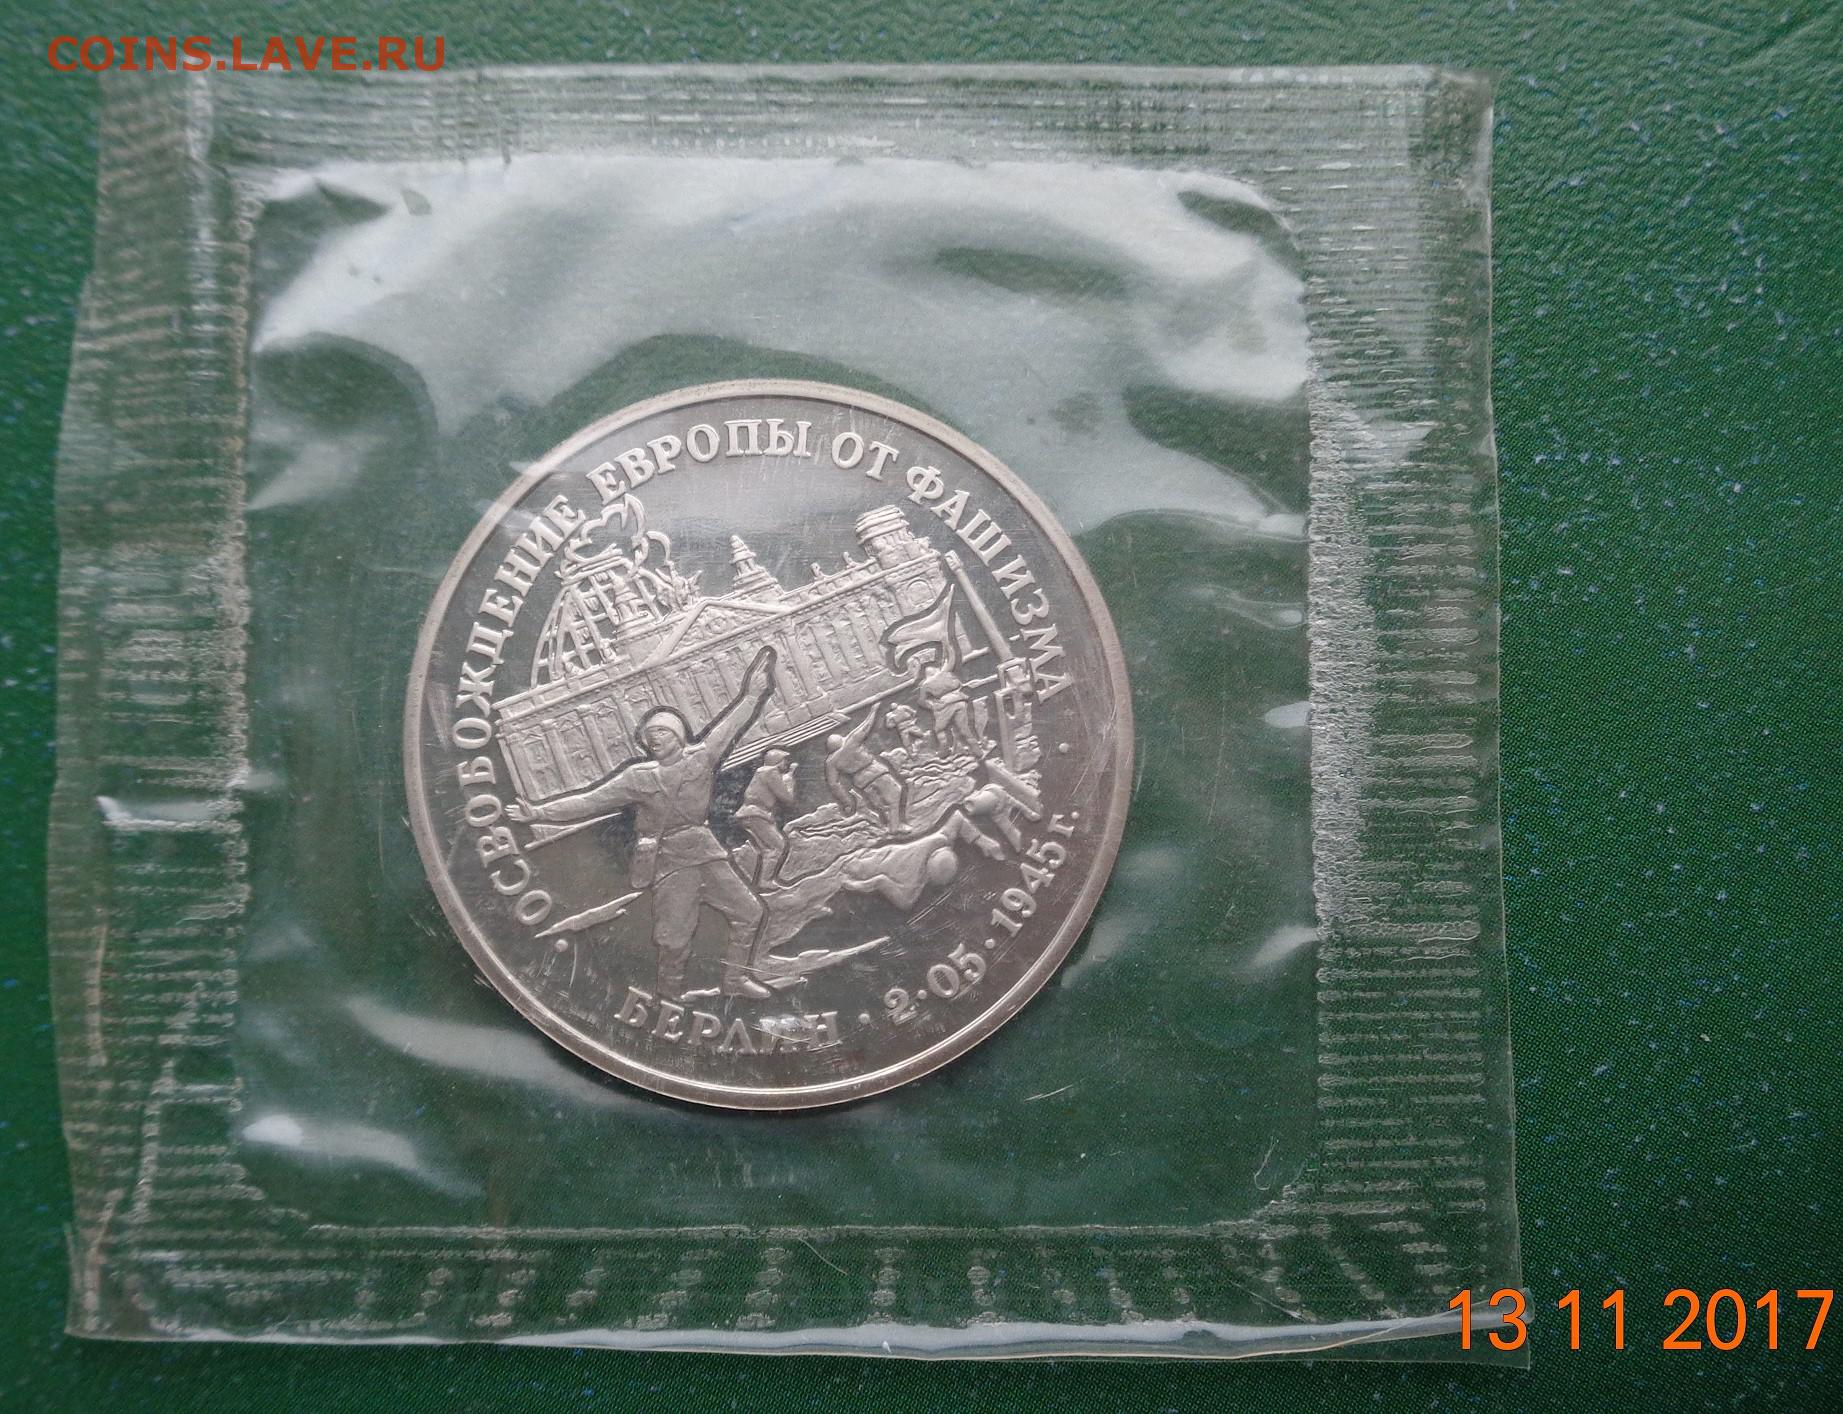 COINS.LAVE.RU
ОСВОБОЖДЕНИЕ ЕВРОПЫ ОТ ФАШИЗМА
БЕРЛИН · 2·05·1945г.
13 11 2017